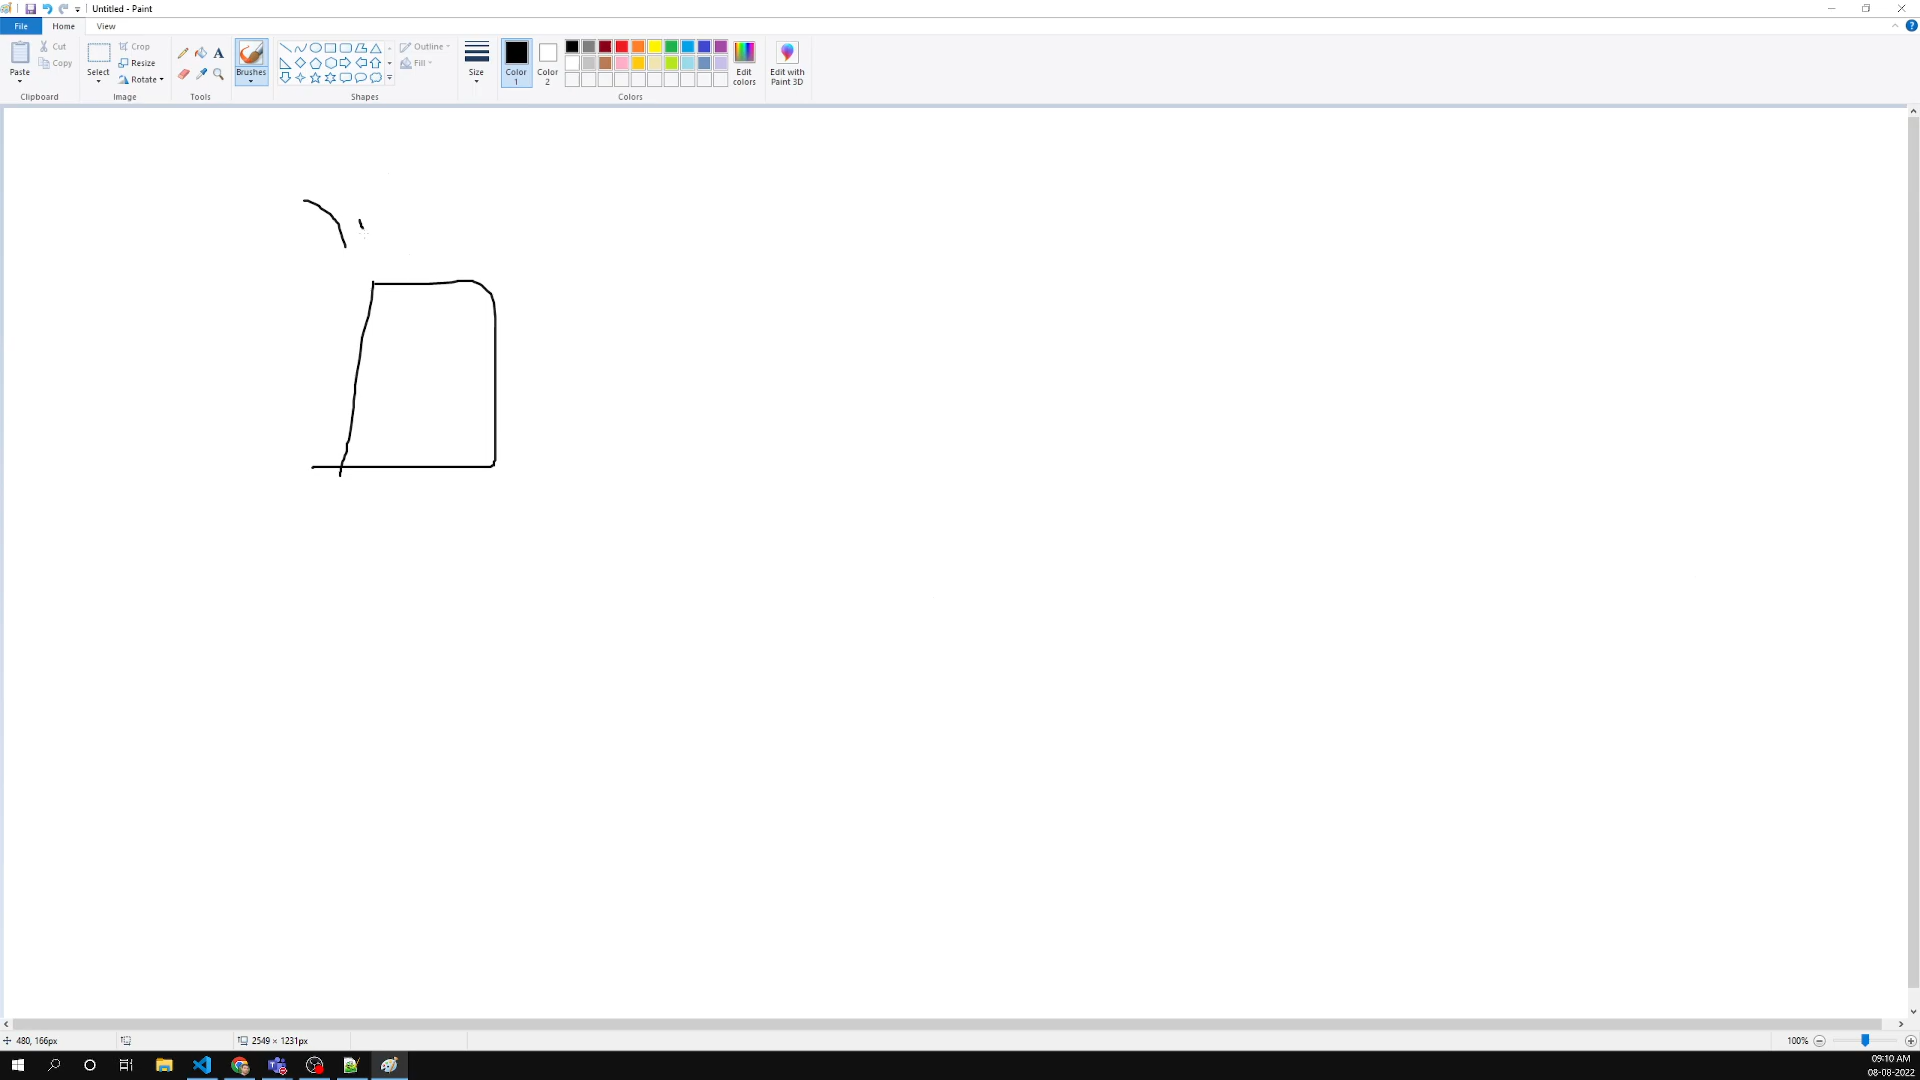 Untitled - Paint
File Home View
Paste
Cut
Copy
Clipboard
Select
Crop
Resize
Rotate
Image
Tools
Brushes
Shapes
Outline
Fill
Size
Color 1
Color 2
Colors
Edit colors
Edit with Paint 3D
480, 166px
2549 × 1231px
100%
09:10 AM
08-08-2022